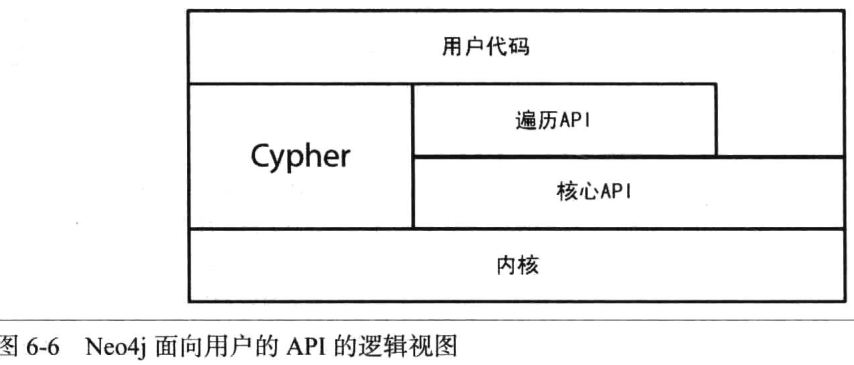 用户代码
遍历API
Cypher
核心API
内核
图 6-6 Neo4j 面向用户的 API 的逻辑视图